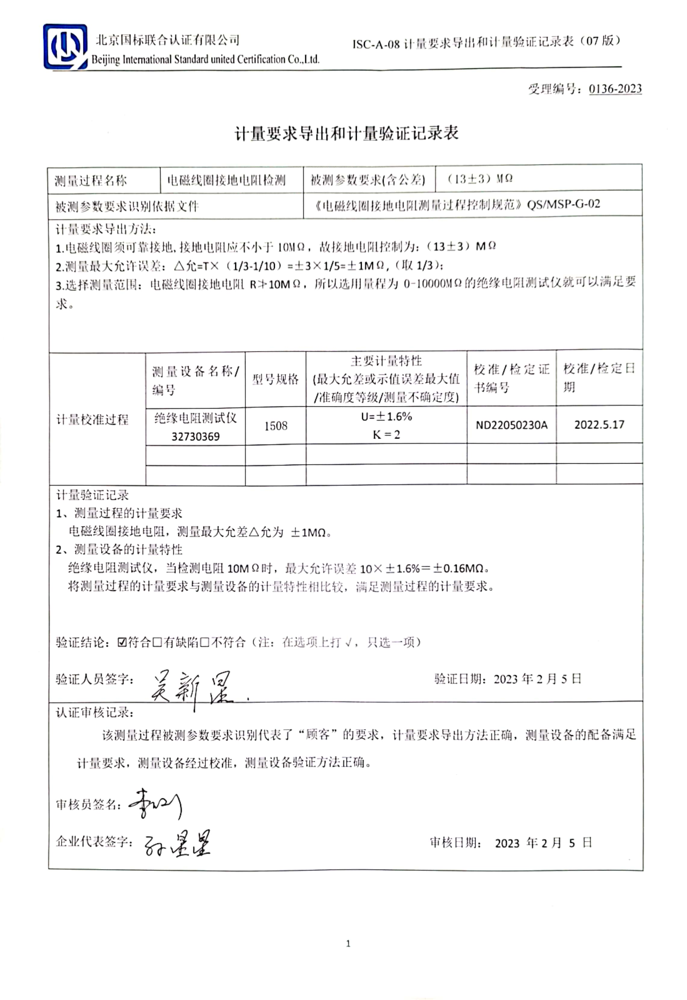 北京国标联合认证有限公司
ISC-A-08 计量要求导出和计量验证记录表（07 版）
Beijing International Standard united Certification Co.,Ltd.
受理编号：0136-2023
计量要求导出和计量验证记录表
测量过程名称 电磁线圈接地电阻检测 被测参数要求(含公差) （13±3）MΩ
被测参数要求识别依据文件 《电磁线圈接地电阻测量过程控制规范》QS/MSP-G-02
计量要求导出方法：
1.电磁线圈须可靠接地,接地电阻应不小于 10MΩ，故接地电阻控制为：（13±3）MΩ
2.测量最大允许误差：△允=T×（1/3-1/10）=±3×1/5=±1MΩ,（取 1/3）；
3.选择测量范围：电磁线圈接地电阻 R≯10MΩ，所以选用量程为 0-10000MΩ的绝缘电阻测试仪就可以满足要
求。
计量校准过程
测量设备名称/
编号
型号规格
主要计量特性
(最大允差或示值误差最大值
/准确度等级/测量不确定度)
校准/检定证
书编号
校准/检定日
期
绝缘电阻测试仪
32730369
1508
U=±1.6%
K = 2
ND22050230A
2022.5.17
计量验证记录
1、测量过程的计量要求
电磁线圈接地电阻，测量最大允差△允为 ±1MΩ。
2、测量设备的计量特性
绝缘电阻测试仪，当检测电阻 10MΩ时，最大允许误差 10×±1.6%＝±0.16MΩ。
将测量过程的计量要求与测量设备的计量特性相比较，满足测量过程的计量要求。
验证结论：☑符合□有缺陷□不符合（注：在选项上打√，只选一项）
验证人员签字： 吴新 验证日期：2023 年 2 月 5 日
认证审核记录：
该测量过程被测参数要求识别代表了“顾客”的要求，计量要求导出方法正确，测量设备的配备满足
计量要求，测量设备经过校准，测量设备验证方法正确。
审核员签名：
企业代表签字： 孙星星 审核日期： 2023 年 2 月 5 日
1